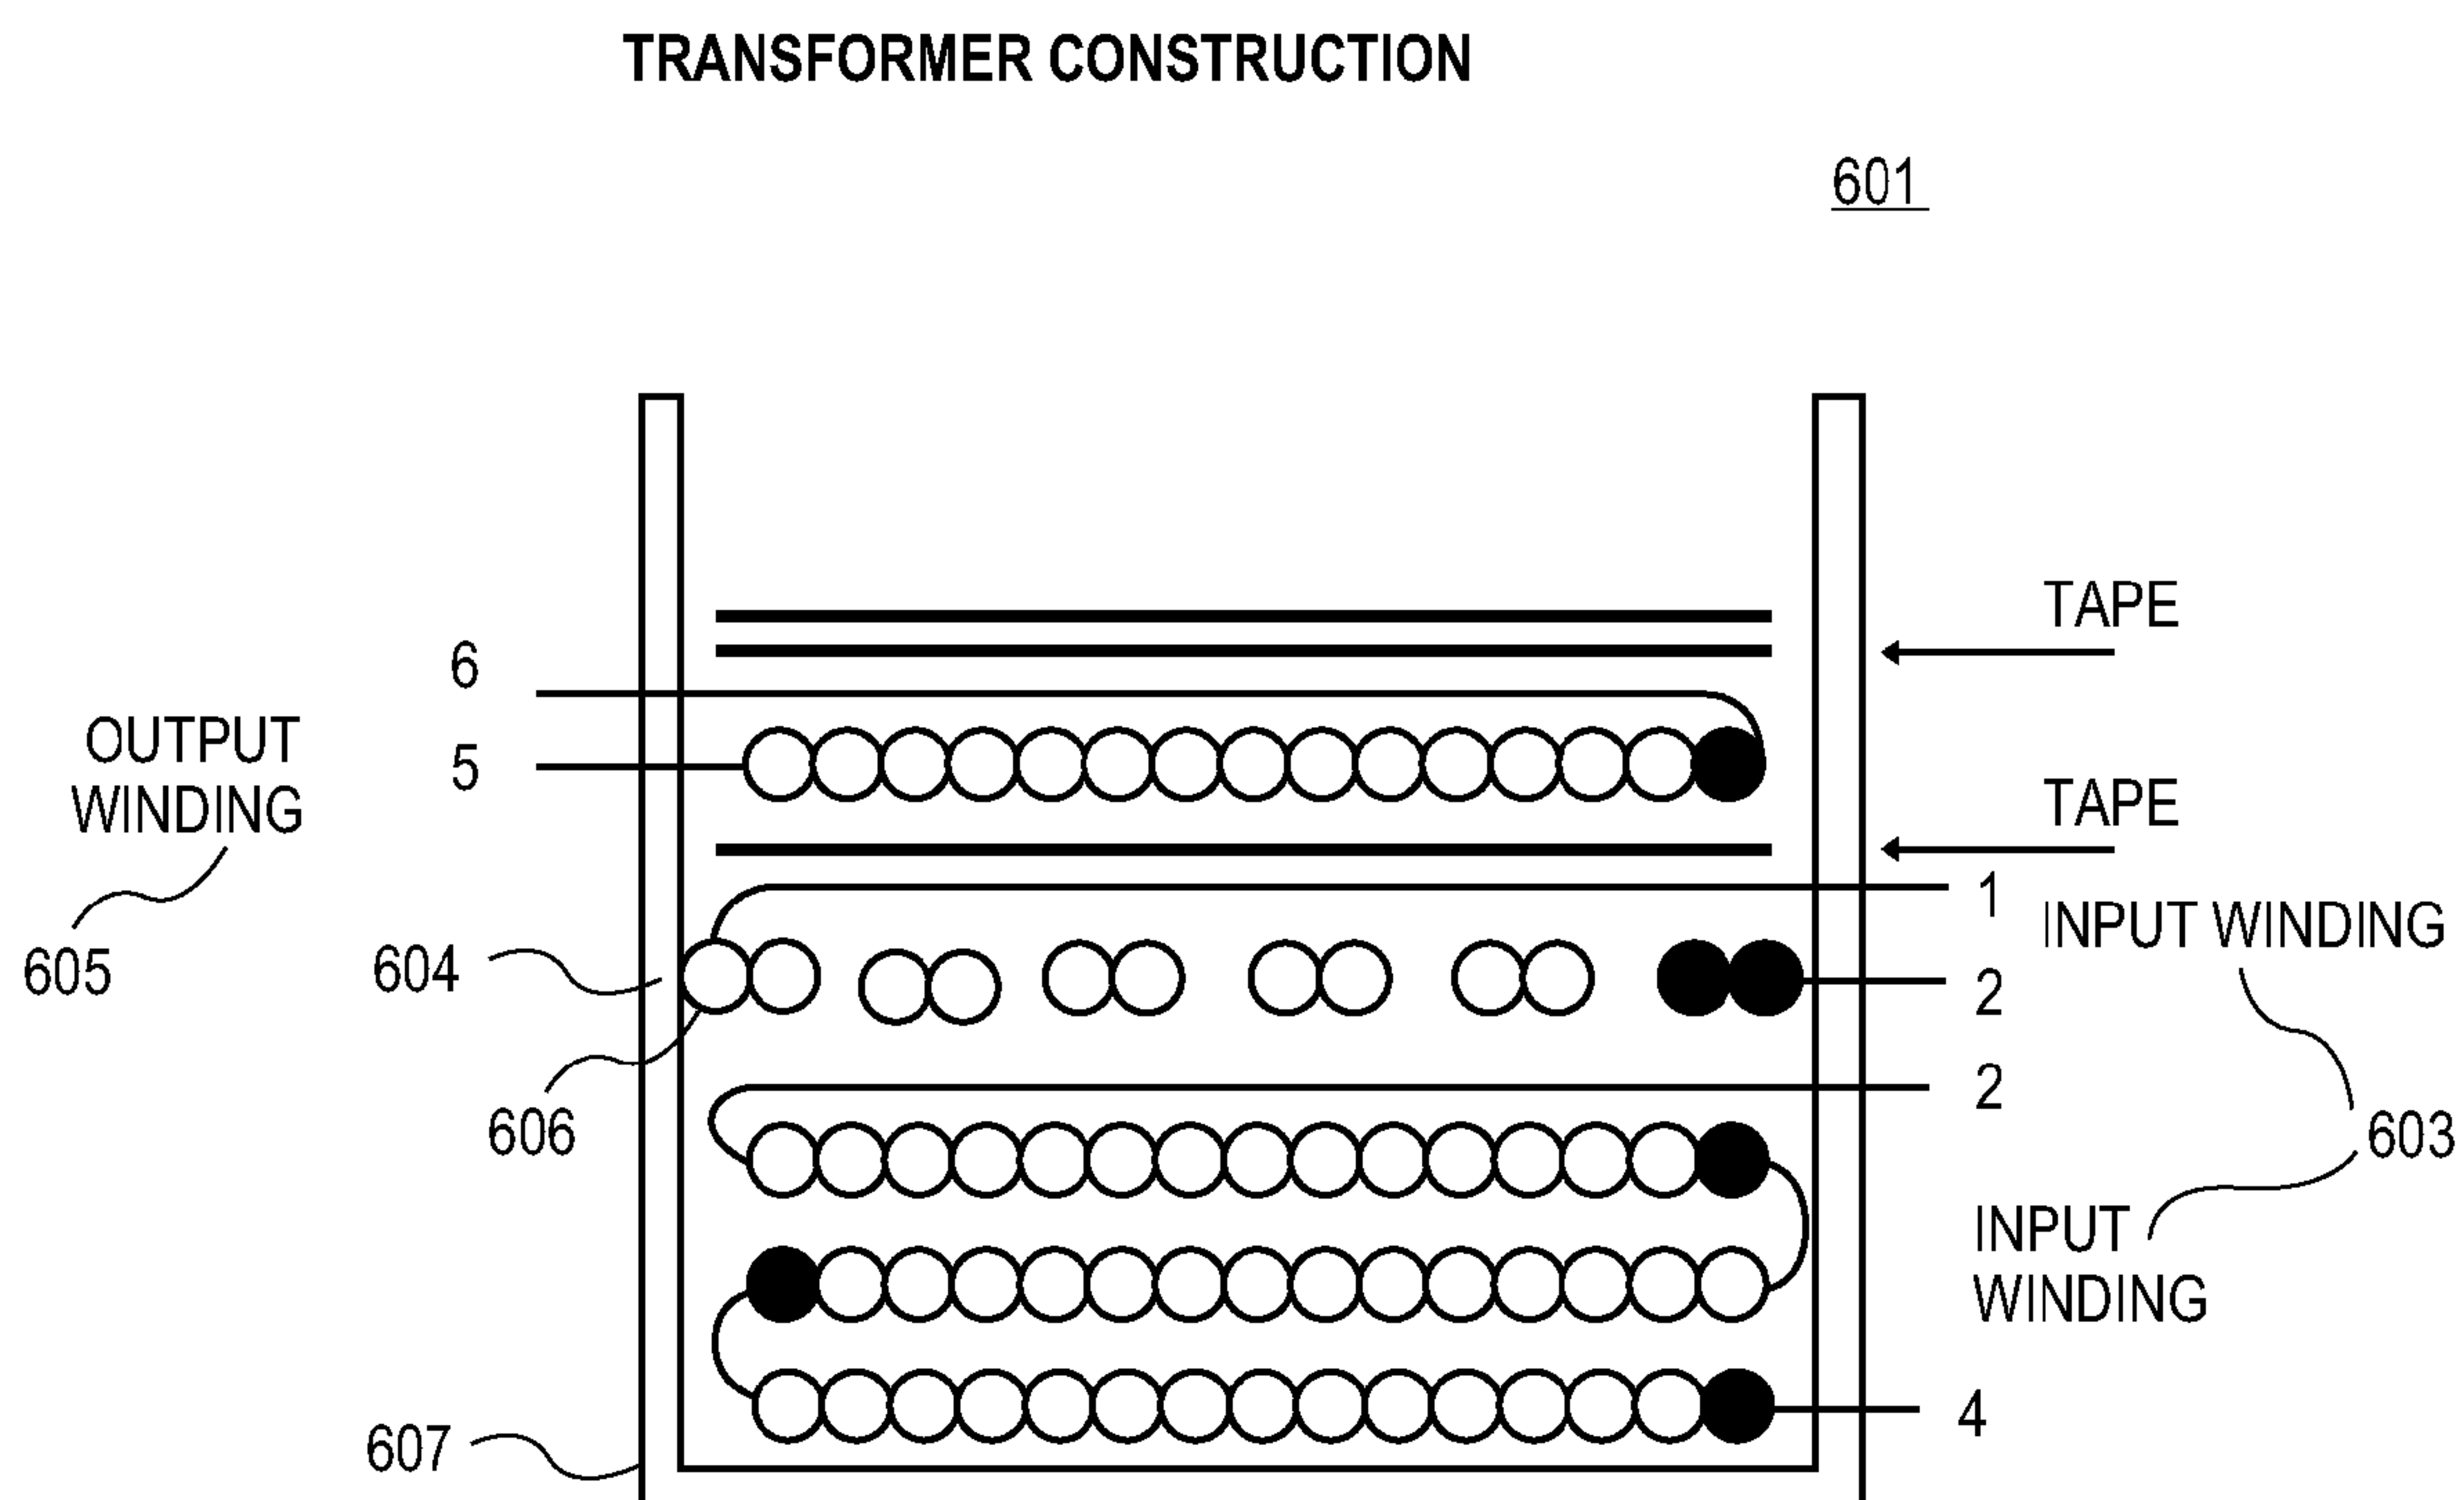 TRANSFORMER CONSTRUCTION
601
TAPE
6
OUTPUT
WINDING
5
TAPE
1
INPUT WINDING
605
604
2
2
606
603
INPUT
WINDING
4
607